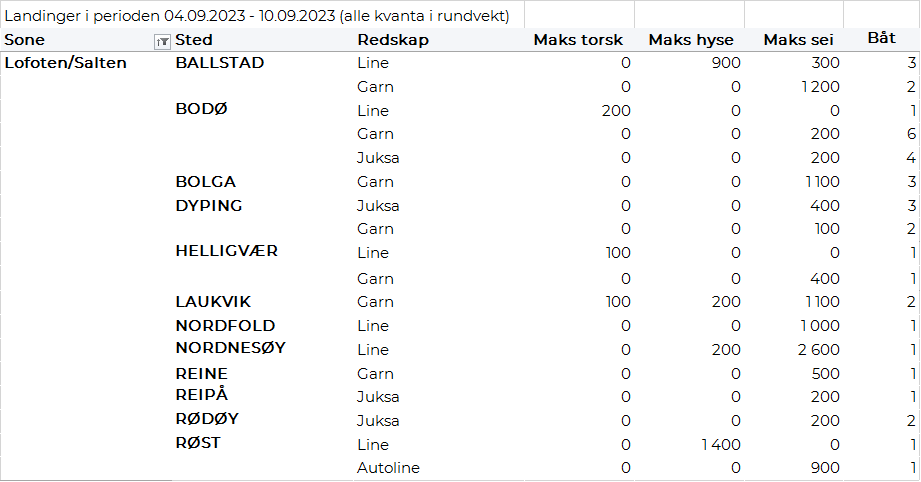 Landinger i perioden 04.09.2023 - 10.09.2023 (alle kvanta i rundvekt)
Sone Sted Redskap Maks torsk Maks hyse Maks sei Båt
Lofoten/Salten BALLSTAD Line 0 900 300 3
Garn 0 0 1 200 2
BODØ Line 200 0 0 1
Garn 0 0 200 6
Juksa 0 0 200 4
BOLGA Garn 0 0 1 100 3
DYPING Juksa 0 0 400 3
Garn 0 0 100 2
HELLIGVÆR Line 100 0 0 1
Garn 0 0 400 1
LAUKVIK Garn 100 200 1 100 2
NORDFOLD Line 0 0 1 000 1
NORDNESØY Line 0 200 2 600 1
REINE Garn 0 0 500 1
REIPÅ Juksa 0 0 200 1
RØDØY Juksa 0 0 200 2
RØST Line 0 1 400 0 1
Autoline 0 0 900 1